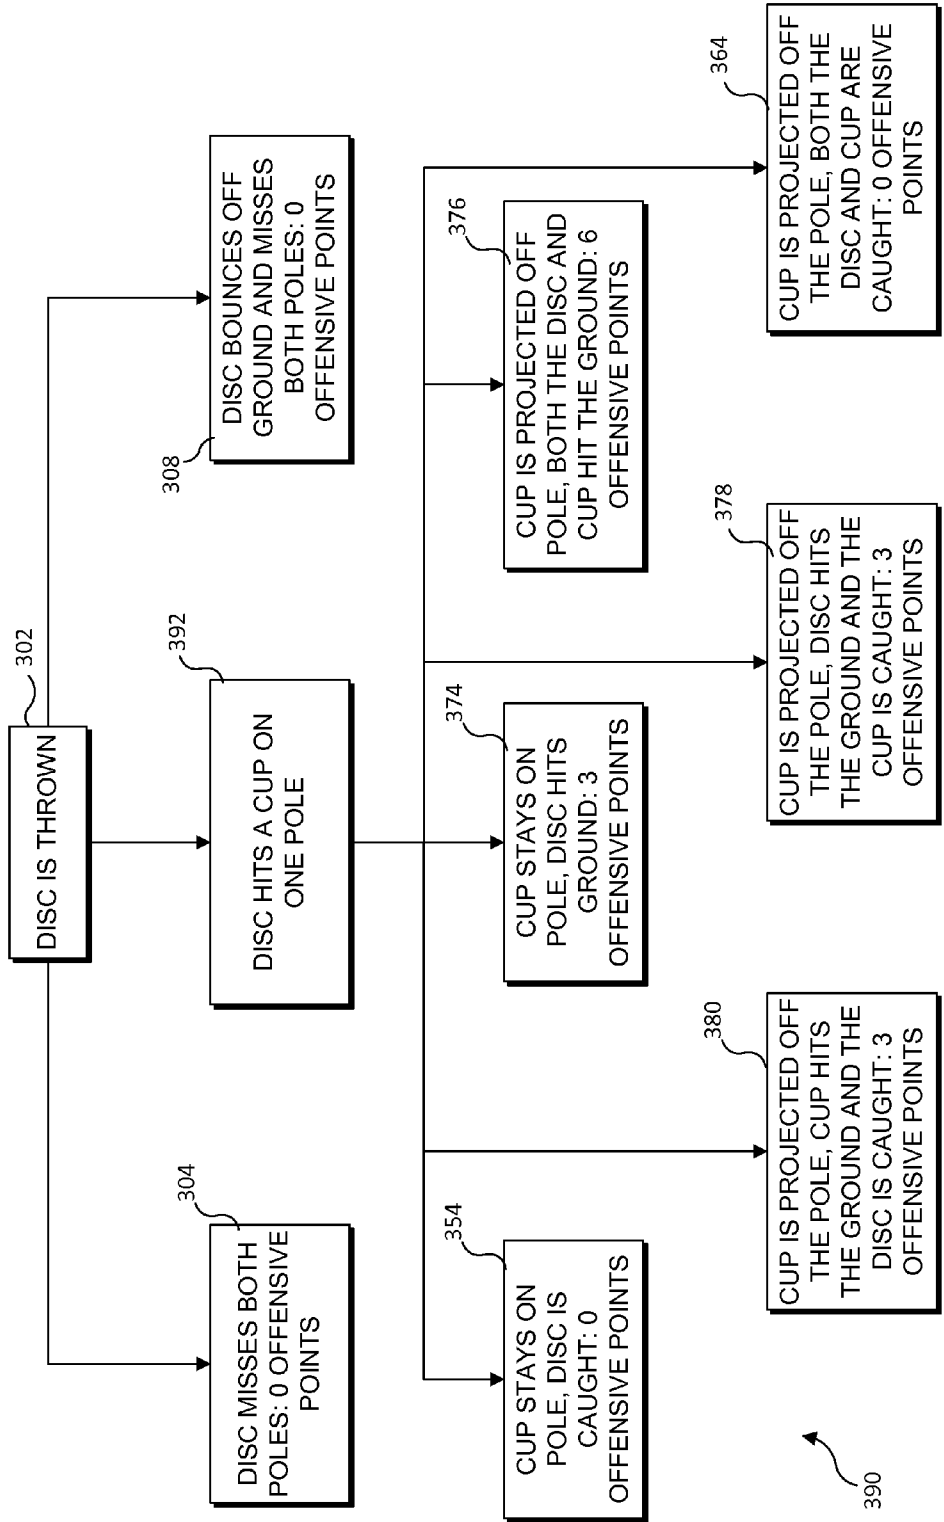 DISC IS THROWN
302
DISC MISSES BOTH
POLES: 0 OFFENSIVE
POINTS
304
DISC HITS A CUP ON
ONE POLE
392
308
DISC BOUNCES OFF
GROUND AND MISSES
BOTH POLES: 0
OFFENSIVE POINTS
CUP STAYS ON
POLE, DISC IS
CAUGHT: 0
OFFENSIVE POINTS
354
CUP STAYS ON
POLE, DISC HITS
GROUND: 3
OFFENSIVE POINTS
374
CUP IS PROJECTED OFF
POLE, BOTH THE DISC AND
CUP HIT THE GROUND: 6
OFFENSIVE POINTS
376
CUP IS PROJECTED OFF
THE POLE, CUP HITS
THE GROUND AND THE
DISC IS CAUGHT: 3
OFFENSIVE POINTS
380
CUP IS PROJECTED OFF
THE POLE, DISC HITS
THE GROUND AND THE
CUP IS CAUGHT: 3
OFFENSIVE POINTS
378
CUP IS PROJECTED OFF
THE POLE, BOTH THE
DISC AND CUP ARE
CAUGHT: 0 OFFENSIVE
POINTS
364
390